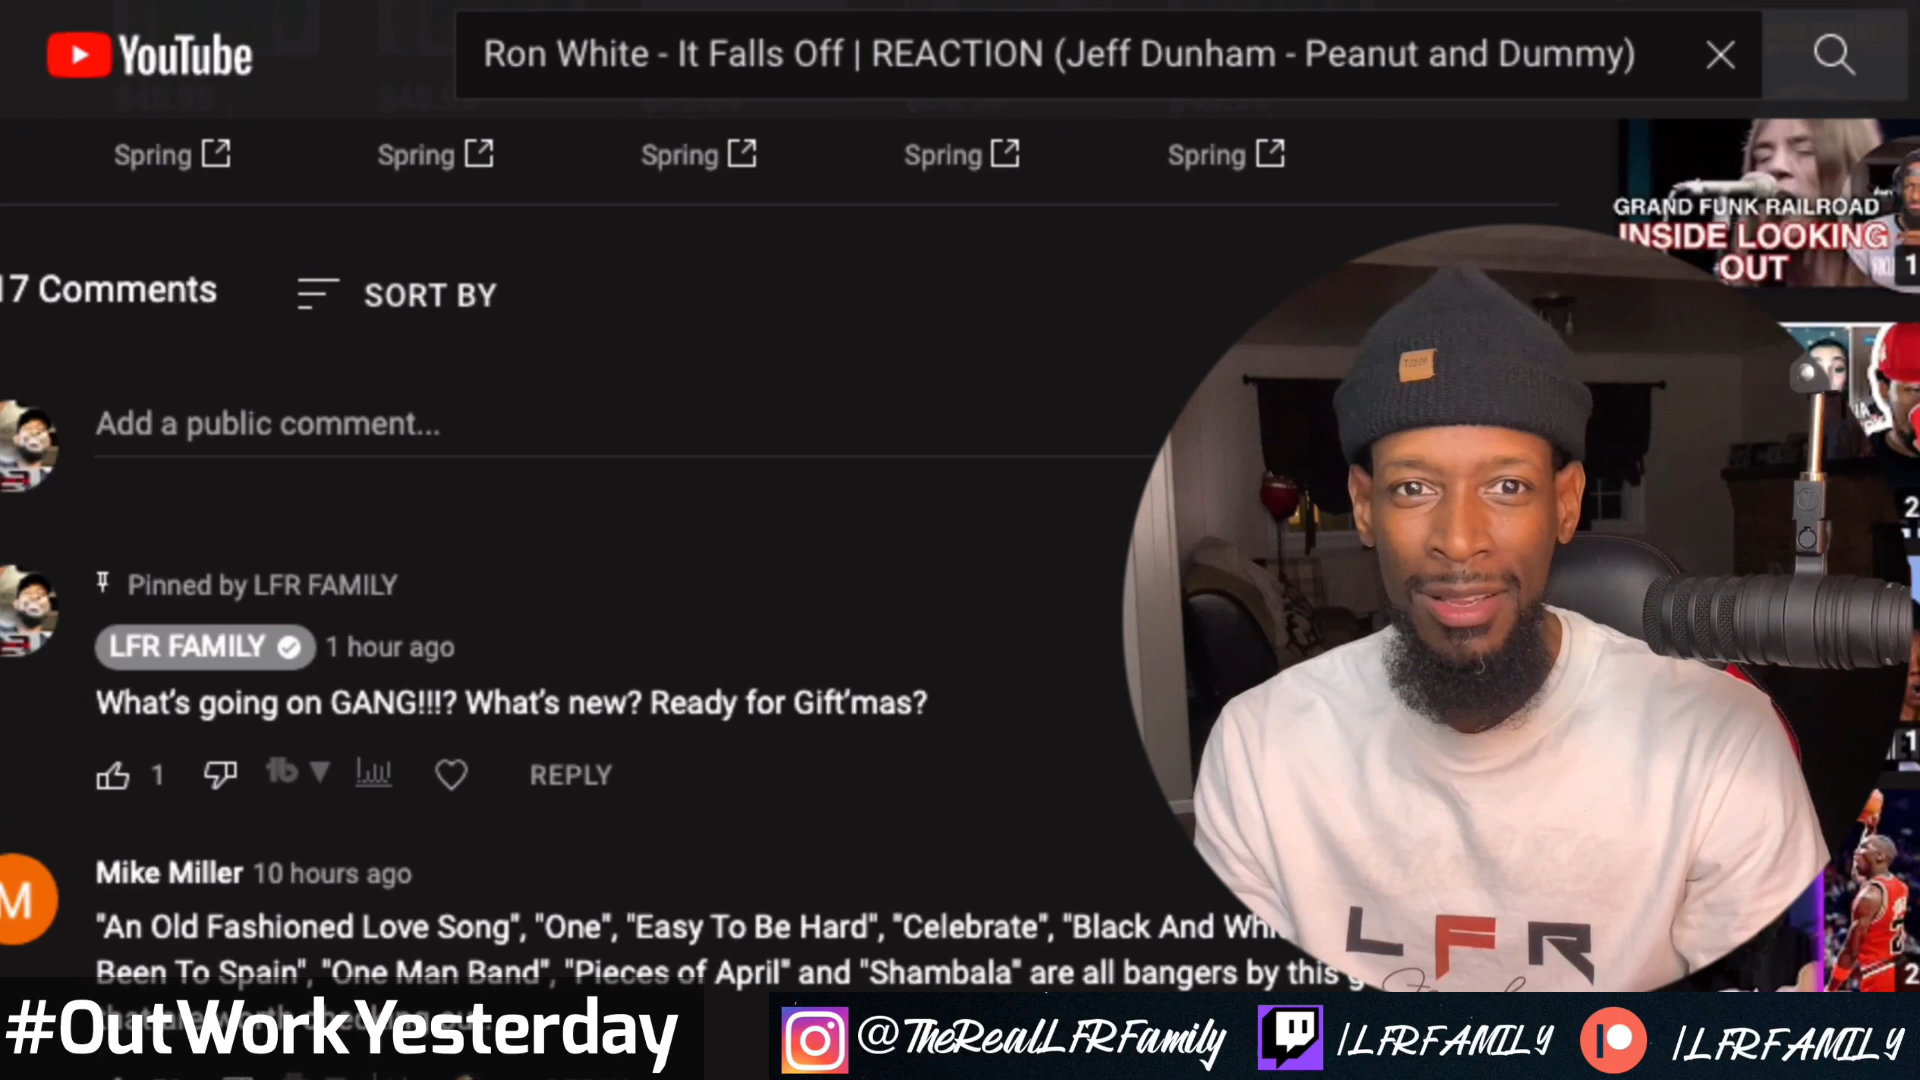 YouTube
Ron White - It Falls Off | REACTION (Jeff Dunham - Peanut and Dummy)
Spring Spring Spring Spring Spring
GRAND FUNK RAILROAD
INSIDE LOOKING
OUT
17 Comments SORT BY
Add a public comment...
Pinned by LFR FAMILY
LFR FAMILY 1 hour ago
What's going on GANG!!!? What's new? Ready for Gift'mas?
1 REPLY
M
Mike Miller 10 hours ago
"An Old Fashioned Love Song", "One", "Easy To Be Hard", "Celebrate", "Black And Whi
Been To Spain", "One Man Band", "Pieces of April" and "Shambala" are all bangers by this g
LFR
#OutWorkYesterday
@TheRealLFRFamily
/LFRFAMILY
/LFRFAMILY